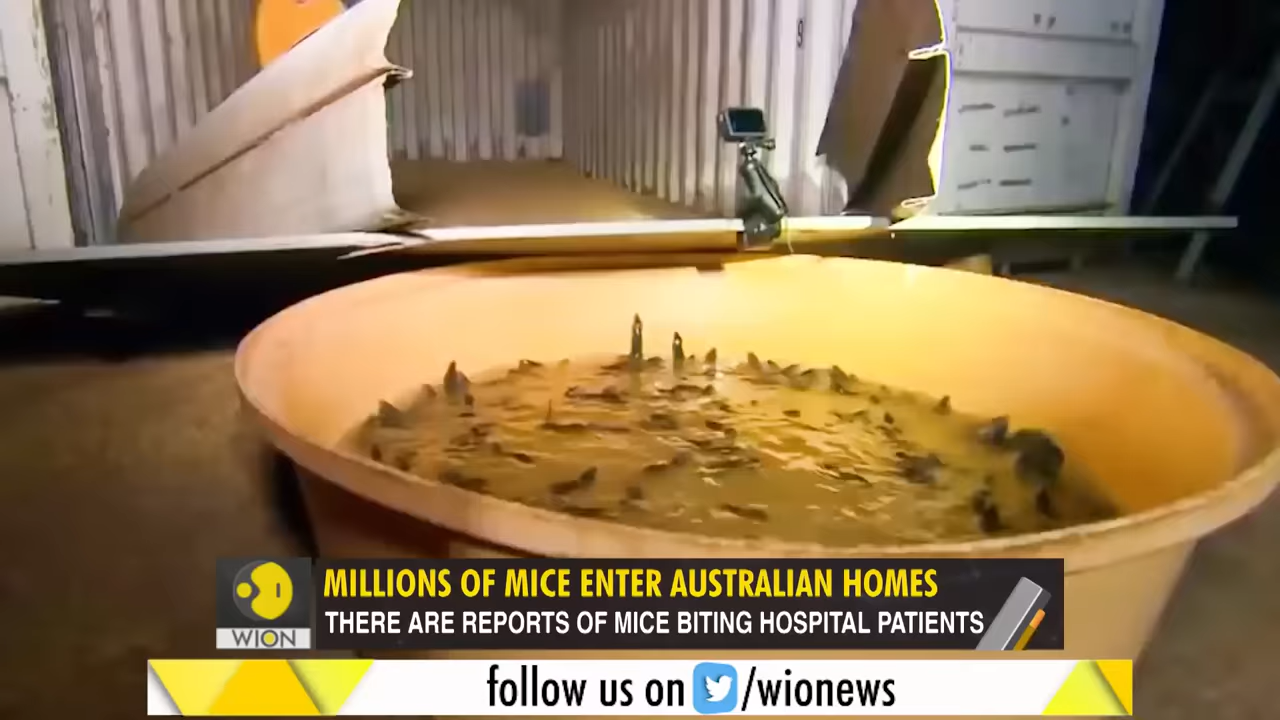 MILLIONS OF MICE ENTER AUSTRALIAN HOMES
THERE ARE REPORTS OF MICE BITING HOSPITAL PATIENTS
WION
follow us on /wionews